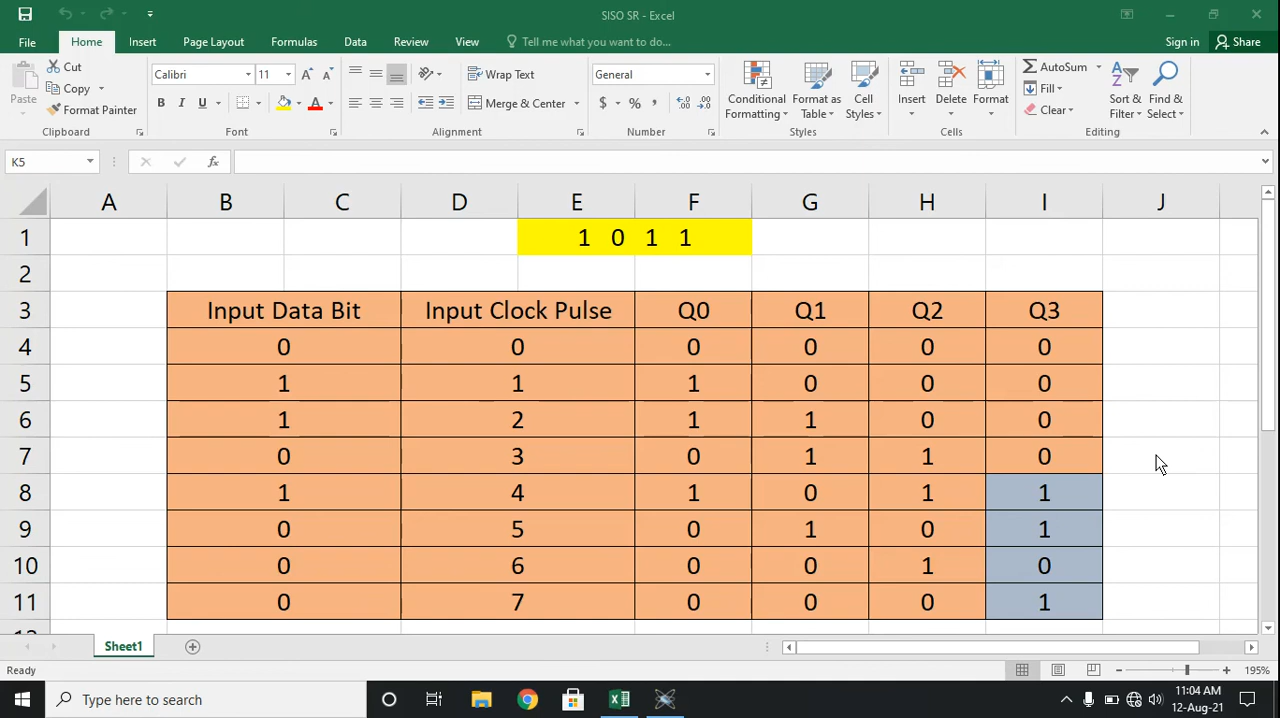 SISO SR - Excel
File Home Insert Page Layout Formulas Data Review View Tell me what you want to do... Sign in Share
Cut Calibri 11 Wrap Text General AutoSum
Copy Fill
Paste Format Painter B I U Merge & Center $ % , Conditional Formatting Format as Table Cell Styles Insert Delete Format Clear Sort & Filter Find & Select
Clipboard Font Alignment Number Styles Cells Editing
K5 fx
A B C D E F G H I J
1 1 0 1 1
2
3 Input Data Bit Input Clock Pulse Q0 Q1 Q2 Q3
4 0 0 0 0 0 0
5 1 1 1 0 0 0
6 1 2 1 1 0 0
7 0 3 0 1 1 0
8 1 4 1 0 1 1
9 0 5 0 1 0 1
10 0 6 0 0 1 0
11 0 7 0 0 0 1
Sheet1
Ready 195%
Type here to search 11:04 AM
12-Aug-21